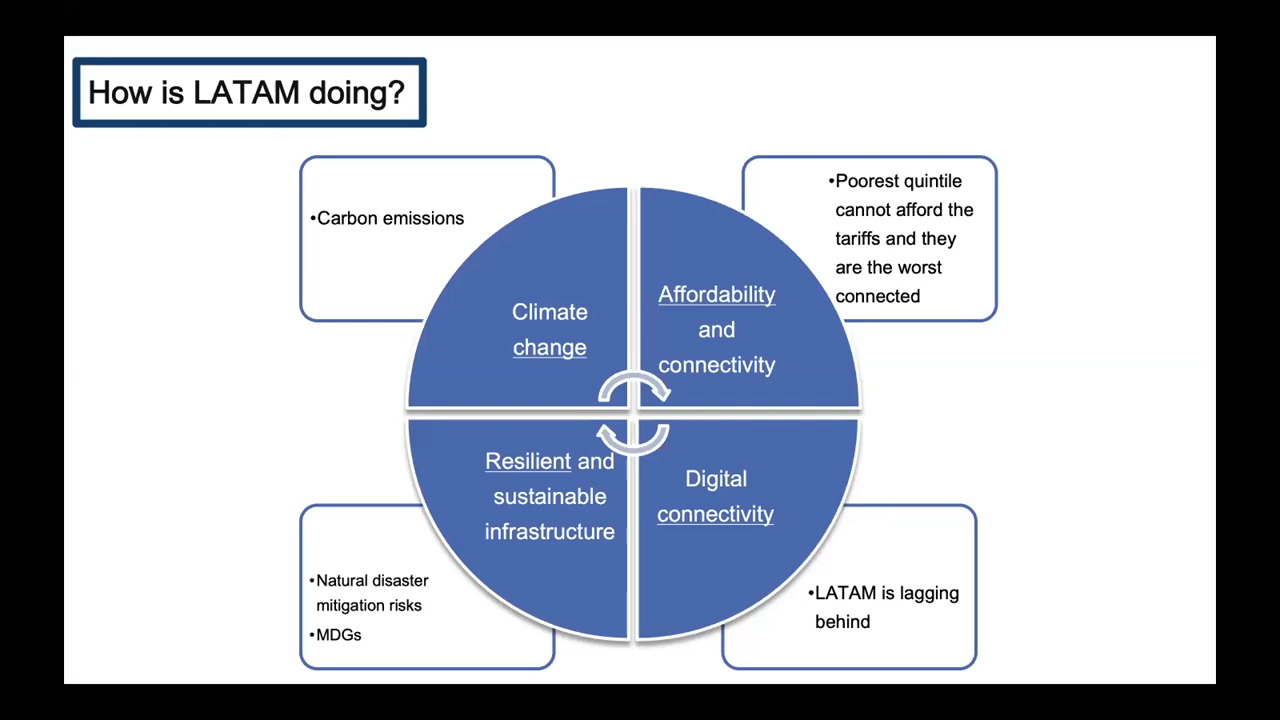 How is LATAM doing?
•Carbon emissions
•Poorest quintile
cannot afford the
tariffs and they
are the worst
connected
Climate
change
Affordability
and
connectivity
Resilient and
sustainable
infrastructure
Digital
connectivity
•Natural disaster
mitigation risks
•MDGs
•LATAM is lagging
behind